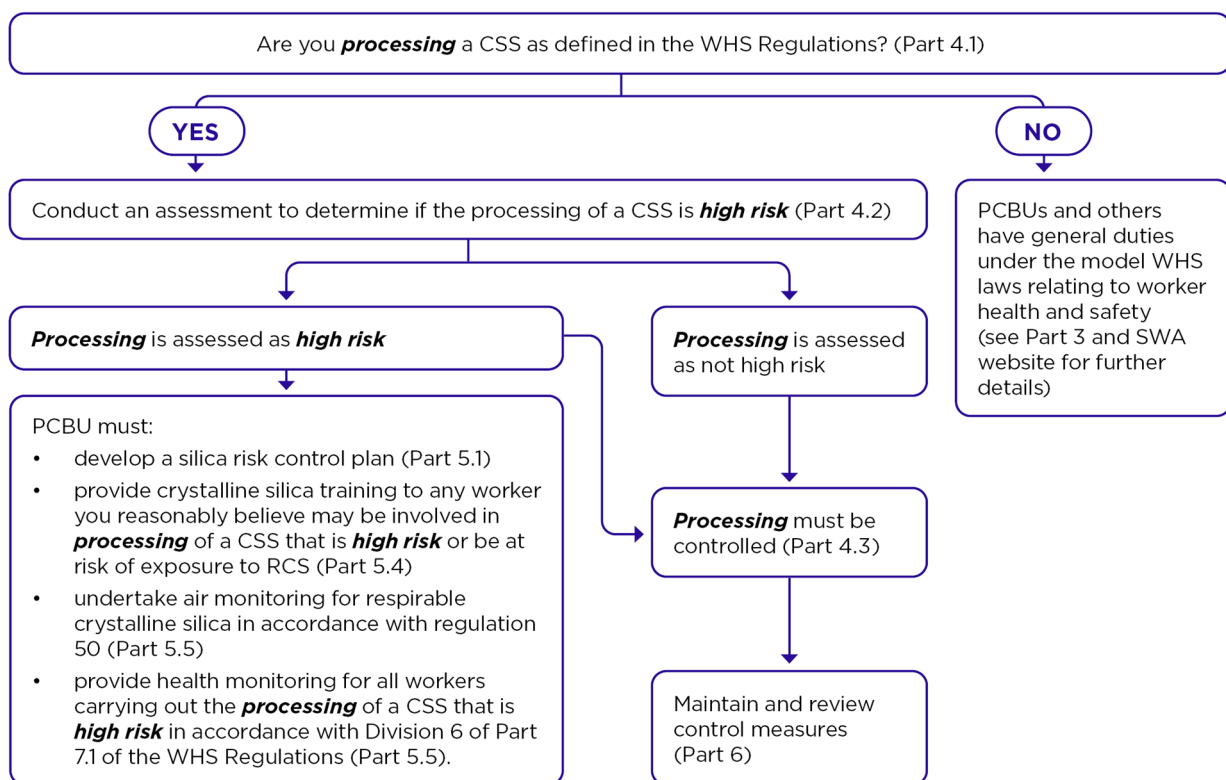 Are you processing a CSS as defined in the WHS Regulations? (Part 4.1)
YES
NO
Conduct an assessment to determine if the processing of a CSS is high risk (Part 4.2)
PCBUs and others
have general duties
under the model WHS
laws relating to worker
health and safety
(see Part 3 and SWA
website for further
details)
Processing is assessed as high risk
Processing is assessed
as not high risk
PCBU must:
• develop a silica risk control plan (Part 5.1)
• provide crystalline silica training to any worker
you reasonably believe may be involved in
processing of a CSS that is high risk or be at
risk of exposure to RCS (Part 5.4)
• undertake air monitoring for respirable
crystalline silica in accordance with regulation
50 (Part 5.5)
• provide health monitoring for all workers
carrying out the processing of a CSS that is
high risk in accordance with Division 6 of Part
7.1 of the WHS Regulations (Part 5.5).
Processing must be
controlled (Part 4.3)
Maintain and review
control measures
(Part 6)